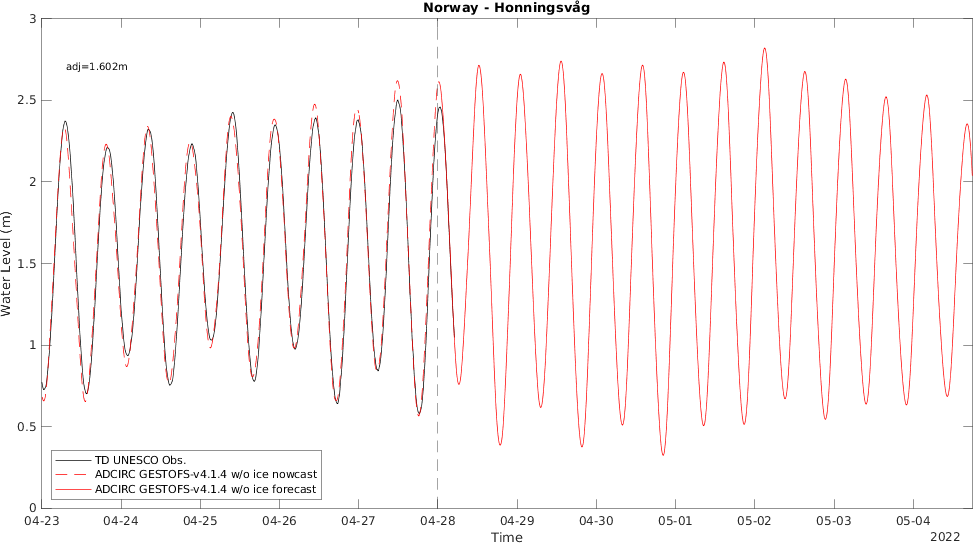 Norway - Honningsvåg
adj=1.602m
Water Level (m)
3
2.5
2
1.5
1
0.5
0
TD UNESCO Obs.
ADCIRC GESTOFS-v4.1.4 w/o ice nowcast
ADCIRC GESTOFS-v4.1.4 w/o ice forecast
04-23 04-24 04-25 04-26 04-27 04-28 04-29 04-30 05-01 05-02 05-03 05-04
Time
2022